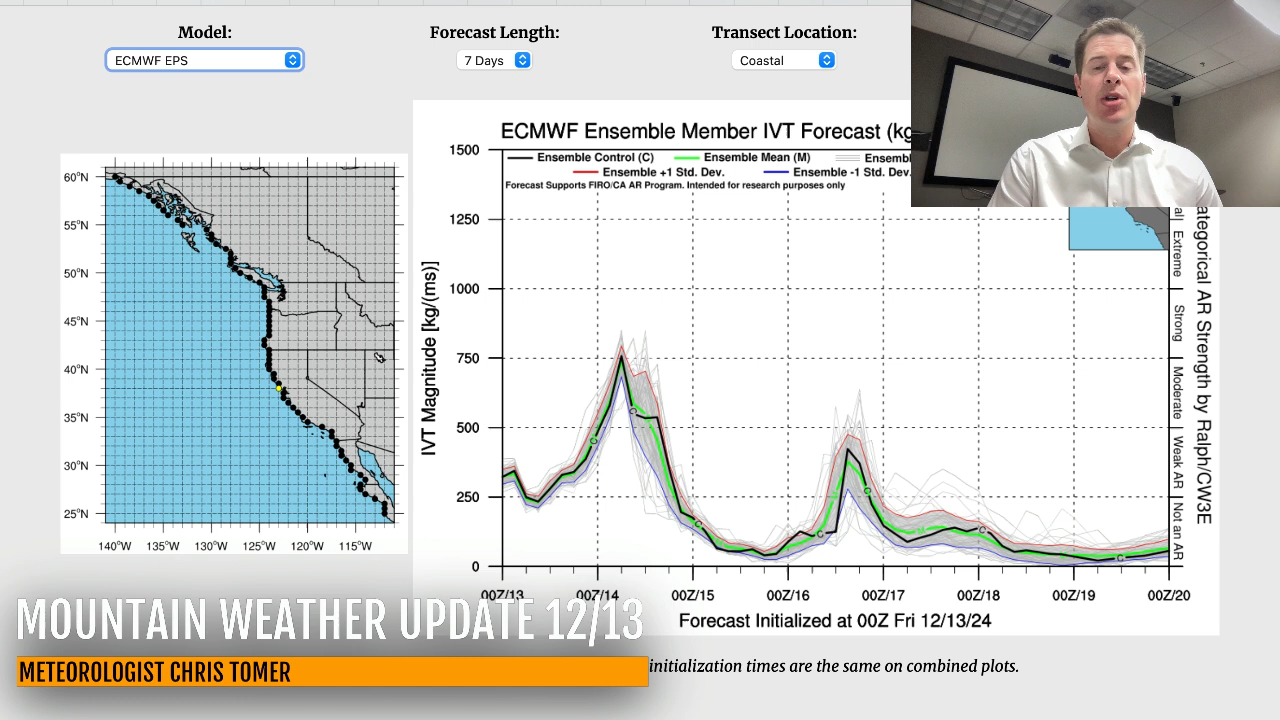 Model:
Forecast Length:
Transect Location:
ECMWF EPS
7 Days
Coastal
ECMWF Ensemble Member IVT Forecast (kg
Ensemble Control (C)
Ensemble Mean (M)
Ensembl
Ensemble +1 Std. Dev.
Ensemble -1 Std. Dev.
Forecast Supports FIRO/CA AR Program. Intended for research purposes only
1500
1250
1000
750
500
250
0
IVT Magnitude [kg/(ms)]
00Z/13
00Z/14
00Z/15
00Z/16
00Z/17
00Z/18
00Z/19
00Z/20
Forecast Initialized at 00Z Fri 12/13/24
al
Extreme
Strong
Moderate
Weak AR
Not an AR
ategorical AR Strength by Ralph/CW3E
C
C
C
C
C
C
C
60°N
55°N
50°N
45°N
40°N
35°N
30°N
25°N
140°W
135°W
130°W
125°W
120°W
115°W
MOUNTAIN WEATHER UPDATE 12/13
METEOROLOGIST CHRIS TOMER
initialization times are the same on combined plots.